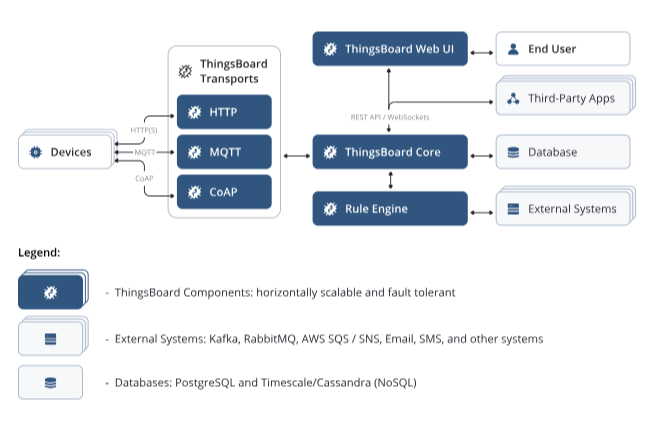 ThingsBoard
Transports
HTTP
MQTT
CoAP
HTTP(S)
MQTT
CoAP
Devices
ThingsBoard Web UI
End User
Third-Party Apps
REST API / WebSockets
ThingsBoard Core
Database
Rule Engine
External Systems
Legend:
- ThingsBoard Components: horizontally scalable and fault tolerant
- External Systems: Kafka, RabbitMQ, AWS SQS / SNS, Email, SMS, and other systems
- Databases: PostgreSQL and Timescale/Cassandra (NoSQL)